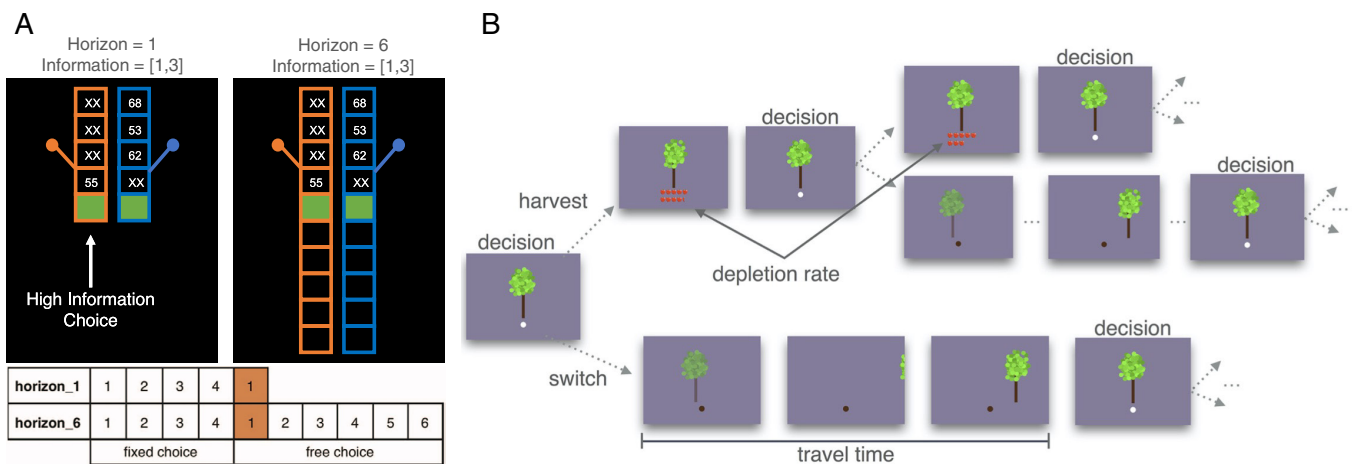 A
Horizon = 1
Information = [1,3]
XX 68
XX 53
XX 62
55 XX
High Information
Choice
Horizon = 6
Information = [1,3]
XX 68
XX 53
XX 62
55 XX
horizon_1 1 2 3 4 1
horizon_6 1 2 3 4 1 2 3 4 5 6
fixed choice free choice
B
decision
harvest
decision
decision
...
depletion rate
...
...
decision
...
switch
decision
...
travel time